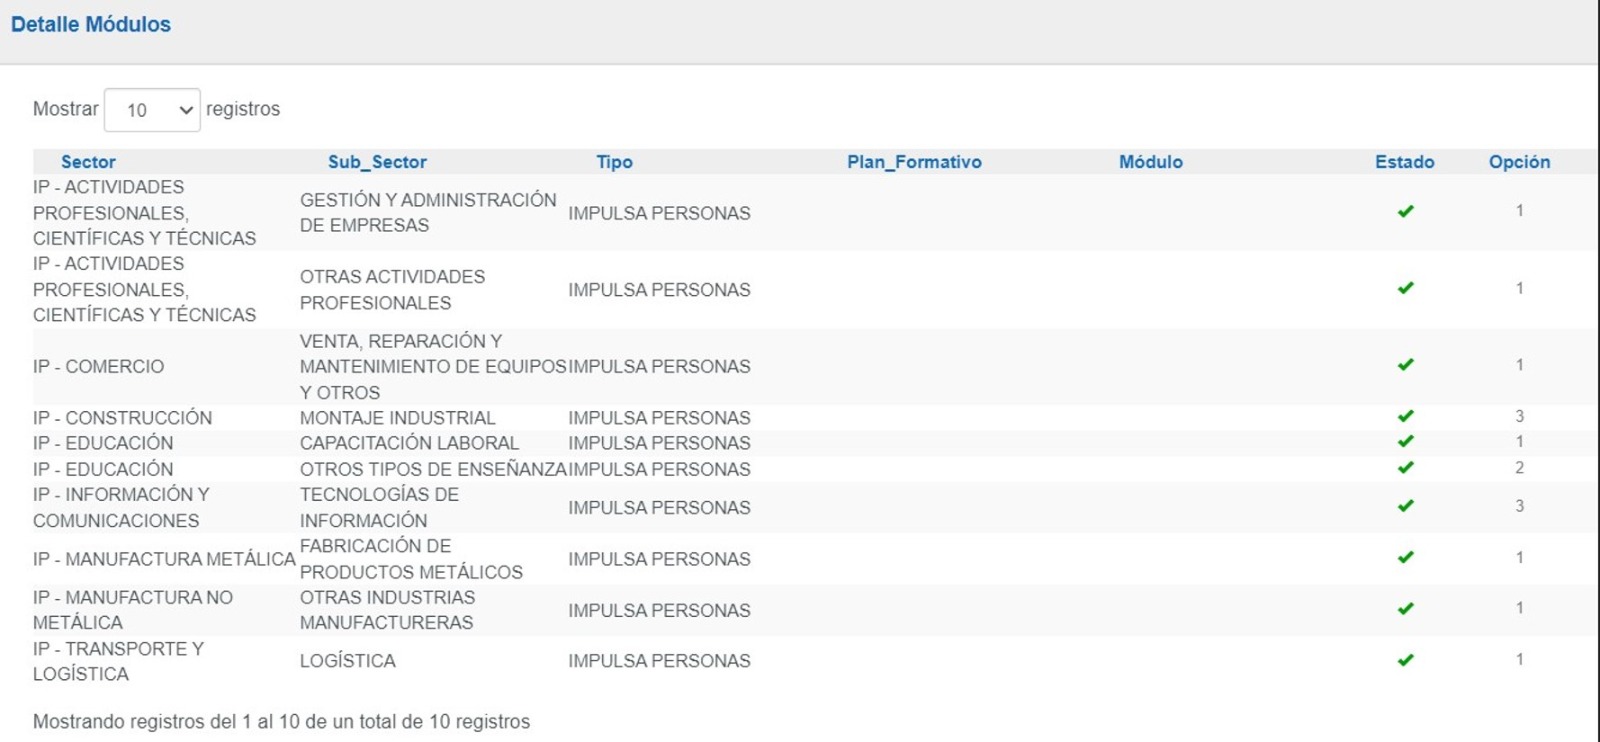 Detalle Módulos
Mostrar 10 registros
Sector Sub_Sector Tipo Plan_Formativo Módulo Estado Opción
IP - ACTIVIDADES
PROFESIONALES,
CIENTÍFICAS Y TÉCNICAS
GESTIÓN Y ADMINISTRACIÓN
DE EMPRESAS
IMPULSA PERSONAS
1
IP - ACTIVIDADES
PROFESIONALES,
CIENTÍFICAS Y TÉCNICAS
OTRAS ACTIVIDADES
PROFESIONALES
IMPULSA PERSONAS
1
IP - COMERCIO
VENTA, REPARACIÓN Y
MANTENIMIENTO DE EQUIPOS
Y OTROS
IMPULSA PERSONAS
1
IP - CONSTRUCCIÓN MONTAJE INDUSTRIAL IMPULSA PERSONAS 3
IP - EDUCACIÓN CAPACITACIÓN LABORAL IMPULSA PERSONAS 1
IP - EDUCACIÓN OTROS TIPOS DE ENSEÑANZA IMPULSA PERSONAS 2
IP - INFORMACIÓN Y
COMUNICACIONES
TECNOLOGÍAS DE
INFORMACIÓN
IMPULSA PERSONAS
3
IP - MANUFACTURA METÁLICA
FABRICACIÓN DE
PRODUCTOS METÁLICOS
IMPULSA PERSONAS
1
IP - MANUFACTURA NO
METÁLICA
OTRAS INDUSTRIAS
MANUFACTURERAS
IMPULSA PERSONAS
1
IP - TRANSPORTE Y
LOGÍSTICA
LOGÍSTICA
IMPULSA PERSONAS
1
Mostrando registros del 1 al 10 de un total de 10 registros